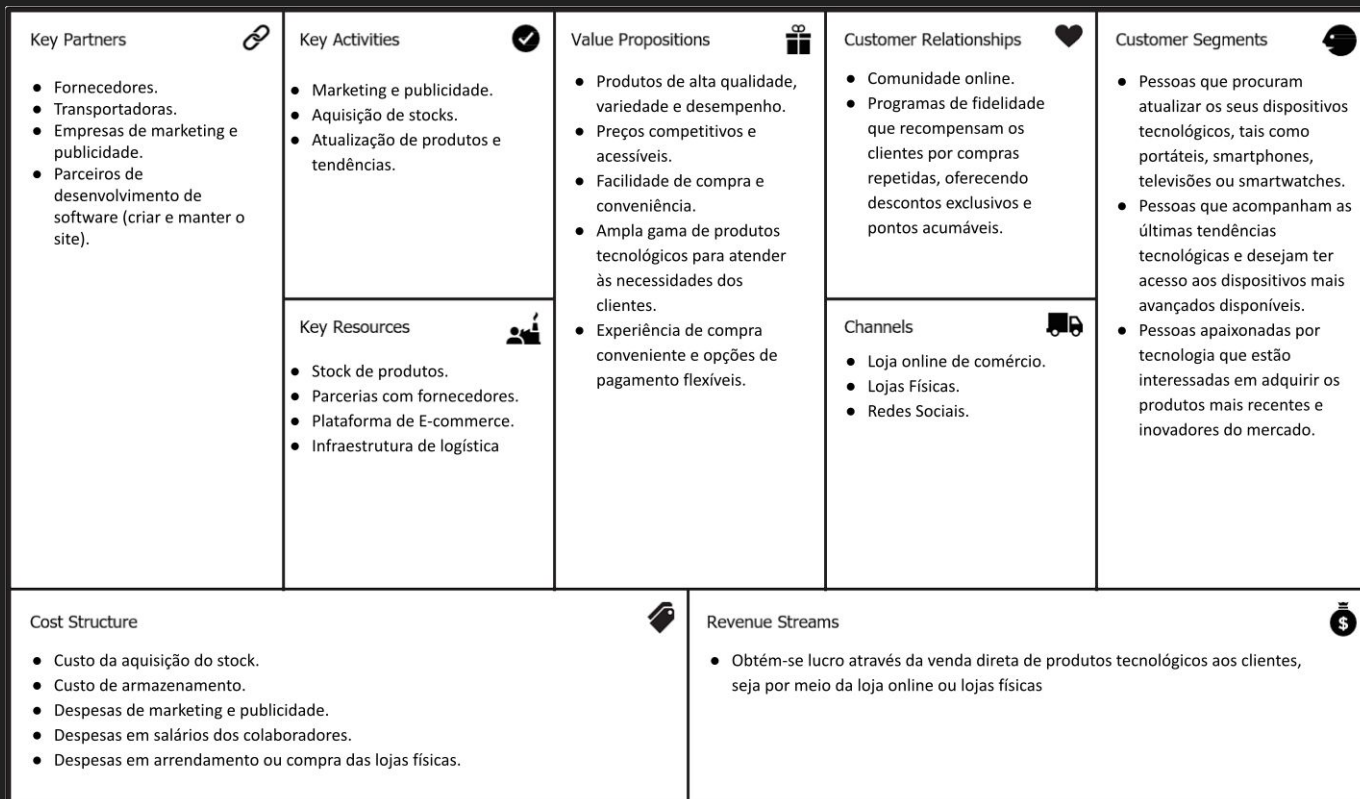 Key Partners
● Fornecedores.
● Transportadoras.
● Empresas de marketing e
publicidade.
● Parceiros de
desenvolvimento de
software (criar e manter o
site).
Key Activities
● Marketing e publicidade.
● Aquisição de stocks.
● Atualização de produtos e
tendências.
Key Resources
● Stock de produtos.
● Parcerias com fornecedores.
● Plataforma de E-commerce.
● Infraestrutura de logística
Value Propositions
● Produtos de alta qualidade,
variedade e desempenho.
● Preços competitivos e
acessíveis.
● Facilidade de compra e
conveniência.
● Ampla gama de produtos
tecnológicos para atender
às necessidades dos
clientes.
● Experiência de compra
conveniente e opções de
pagamento flexíveis.
Customer Relationships
● Comunidade online.
● Programas de fidelidade
que recompensam os
clientes por compras
repetidas, oferecendo
descontos exclusivos e
pontos acumáveis.
Channels
● Loja online de comércio.
● Lojas Físicas.
● Redes Sociais.
Customer Segments
● Pessoas que procuram
atualizar os seus dispositivos
tecnológicos, tais como
portáteis, smartphones,
televisões ou smartwatches.
● Pessoas que acompanham as
últimas tendências
tecnológicas e desejam ter
acesso aos dispositivos mais
avançados disponíveis.
● Pessoas apaixonadas por
tecnologia que estão
interessadas em adquirir os
produtos mais recentes e
inovadores do mercado.
Cost Structure
● Custo da aquisição do stock.
● Custo de armazenamento.
● Despesas de marketing e publicidade.
● Despesas em salários dos colaboradores.
● Despesas em arrendamento ou compra das lojas físicas.
Revenue Streams
$
● Obtém-se lucro através da venda direta de produtos tecnológicos aos clientes,
seja por meio da loja online ou lojas físicas